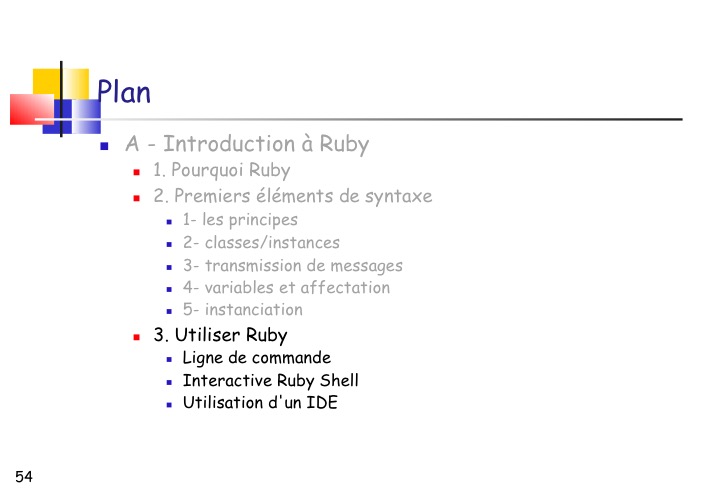 Plan
A - Introduction à Ruby
1. Pourquoi Ruby
2. Premiers éléments de syntaxe
1- les principes
2- classes/instances
3- transmission de messages
4- variables et affectation
5- instanciation
3. Utiliser Ruby
Ligne de commande
Interactive Ruby Shell
Utilisation d'un IDE
54